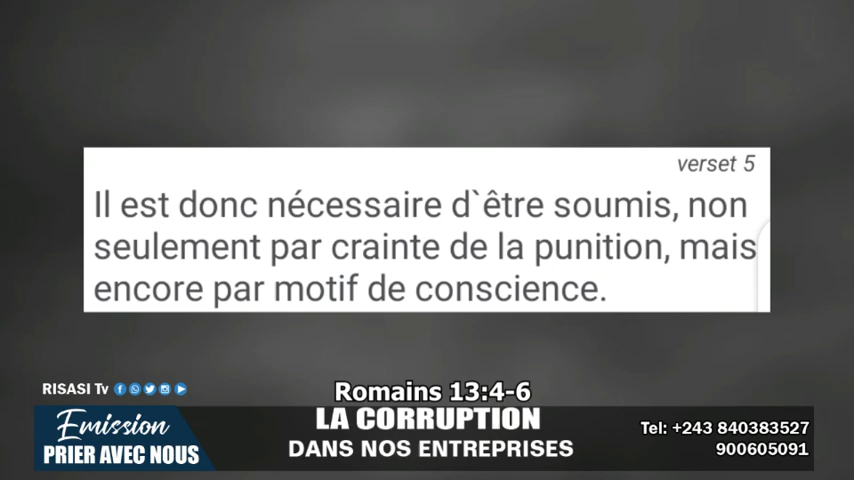 verset 5
Il est donc nécessaire d`être soumis, non
seulement par crainte de la punition, mais
encore par motif de conscience.
RISASI Tv
Romains 13:4-6
LA CORRUPTION
DANS NOS ENTREPRISES
Emission
PRIER AVEC NOUS
Tel: +243 840383527
900605091